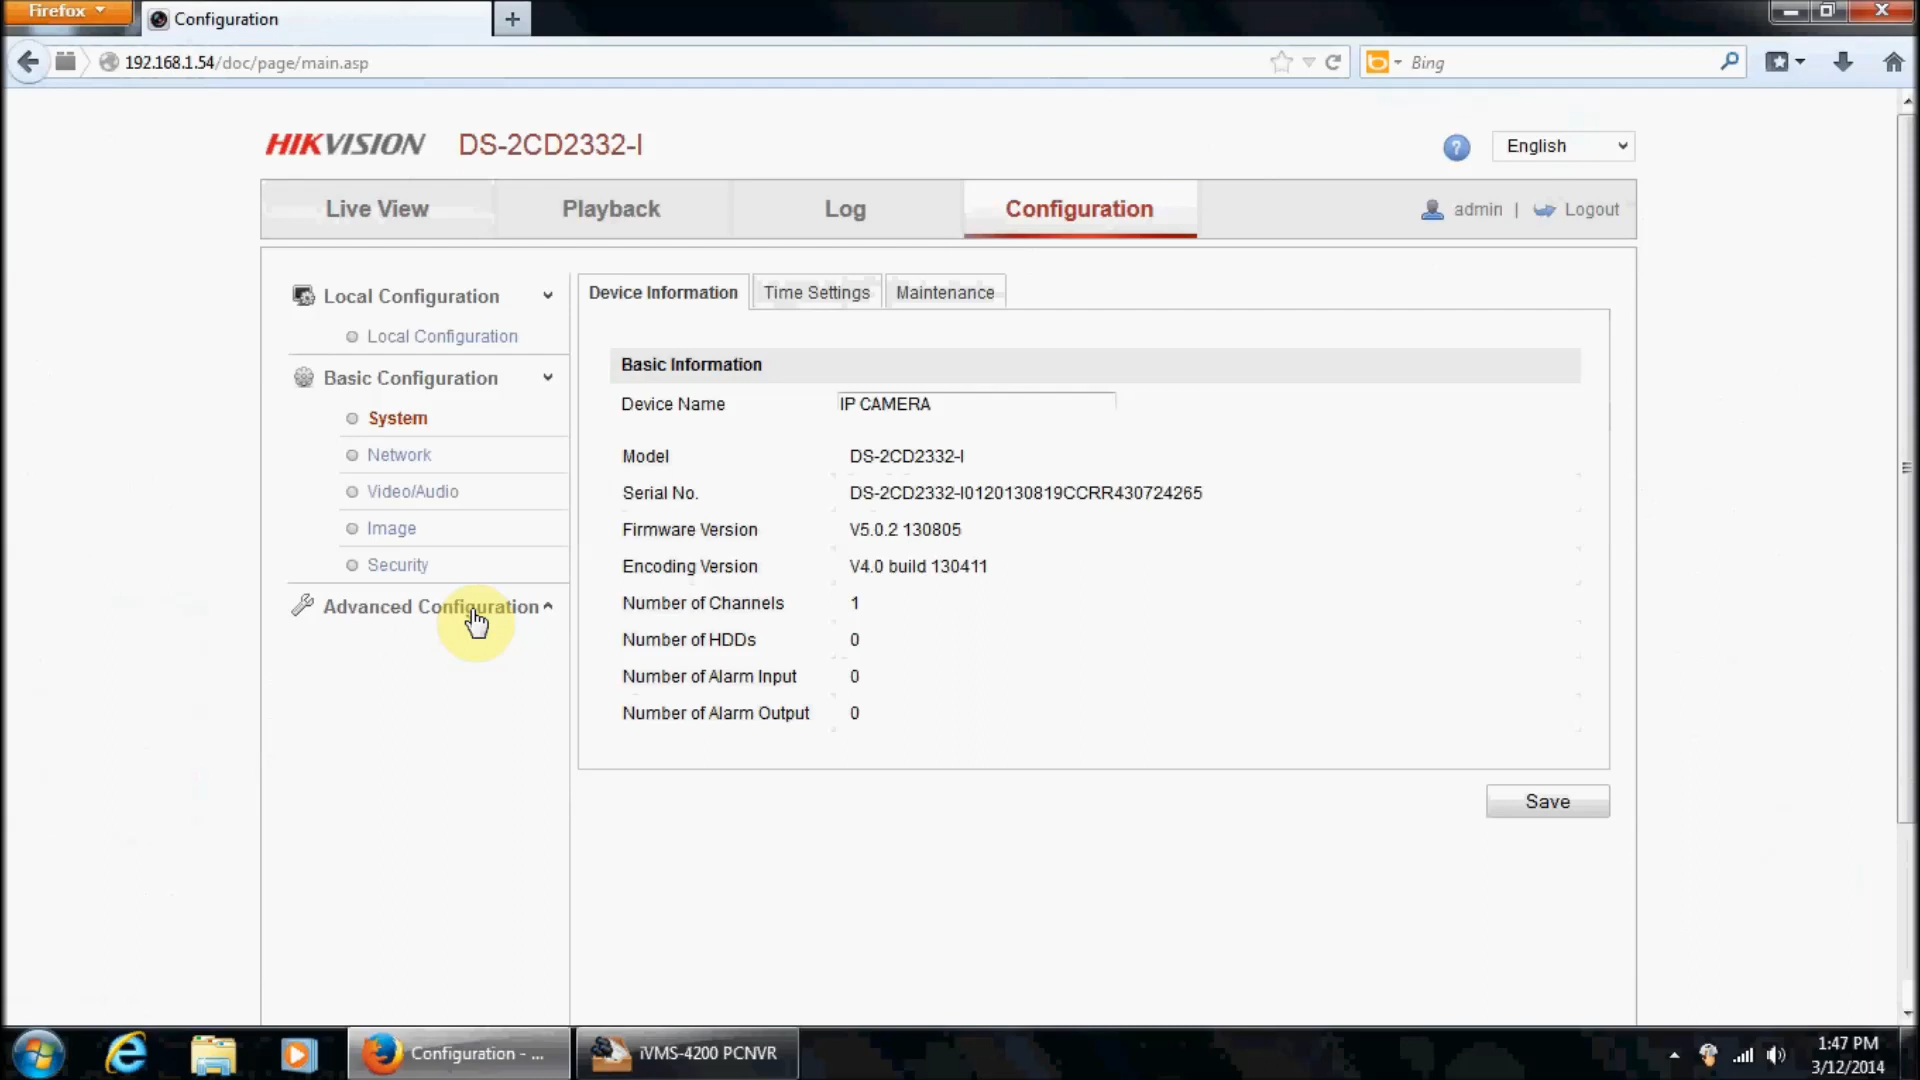 Firefox
Configuration
192.168.1.54/doc/page/main.asp
Bing
HIKVISION DS-2CD2332-I
? English
Live View Playback Log Configuration admin | Logout
Local Configuration
Local Configuration
Basic Configuration
System
Network
Video/Audio
Image
Security
Advanced Configuration
Device Information Time Settings Maintenance
Basic Information
Device Name IP CAMERA
Model DS-2CD2332-I
Serial No. DS-2CD2332-I0120130819CCRR430724265
Firmware Version V5.0.2 130805
Encoding Version V4.0 build 130411
Number of Channels 1
Number of HDDs 0
Number of Alarm Input 0
Number of Alarm Output 0
Save
Configuration - ...
iVMS-4200 PCNVR
1:47 PM
3/12/2014